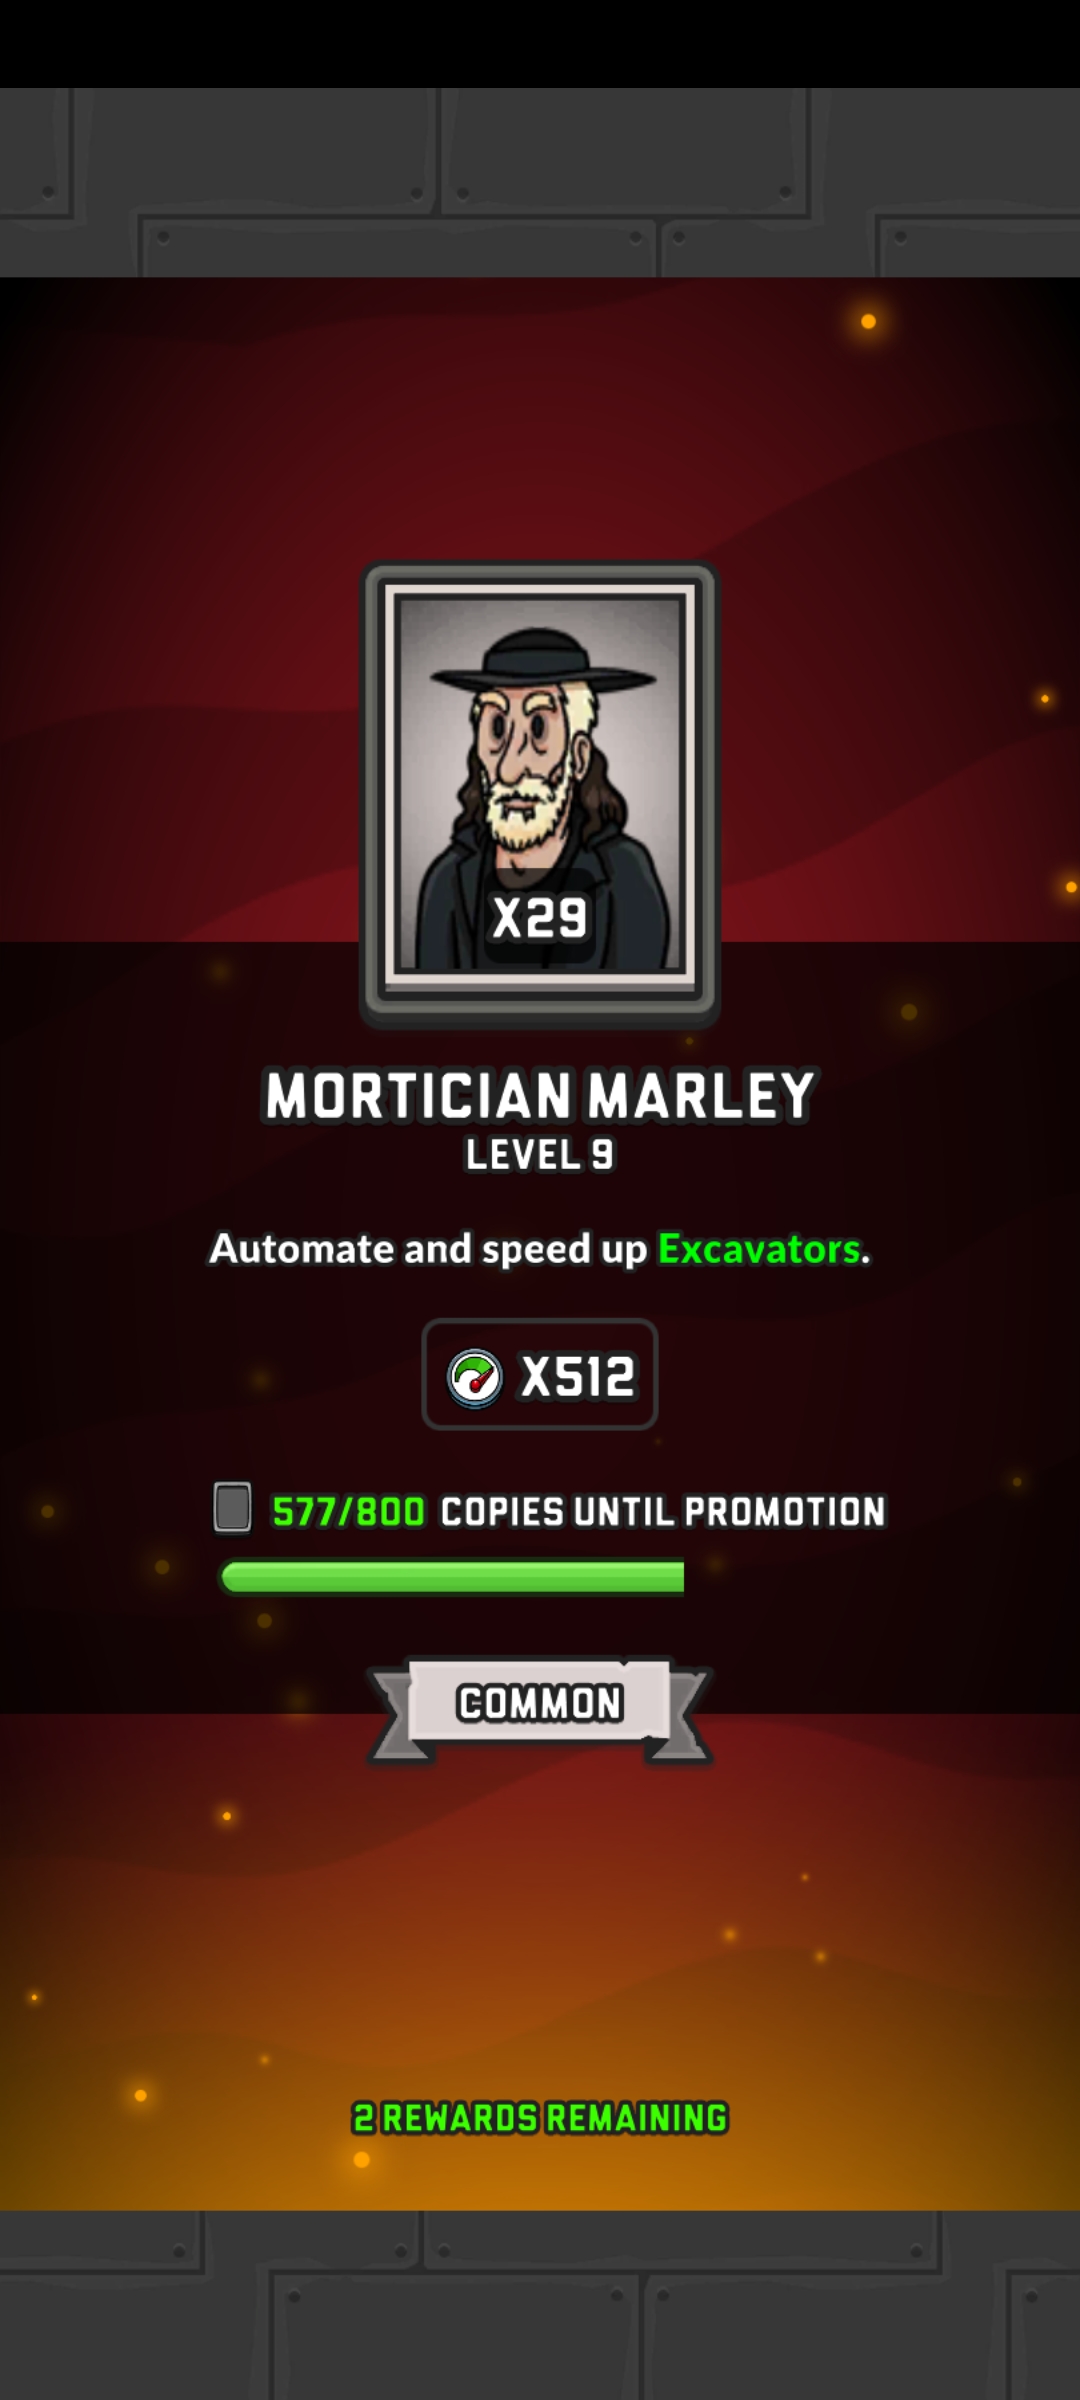 X29
MORTICIAN MARLEY
LEVEL 9
Automate and speed up Excavators.
X512
577/800 COPIES UNTIL PROMOTION
COMMON
2 REWARDS REMAINING